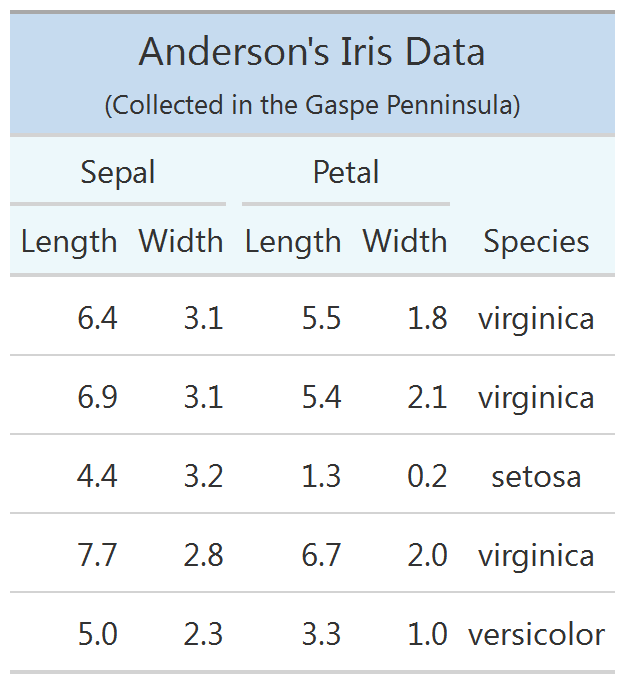 Anderson's Iris Data
(Collected in the Gaspe Penninsula)
Sepal Petal
Length Width Length Width Species
6.4 3.1 5.5 1.8 virginica
6.9 3.1 5.4 2.1 virginica
4.4 3.2 1.3 0.2 setosa
7.7 2.8 6.7 2.0 virginica
5.0 2.3 3.3 1.0 versicolor